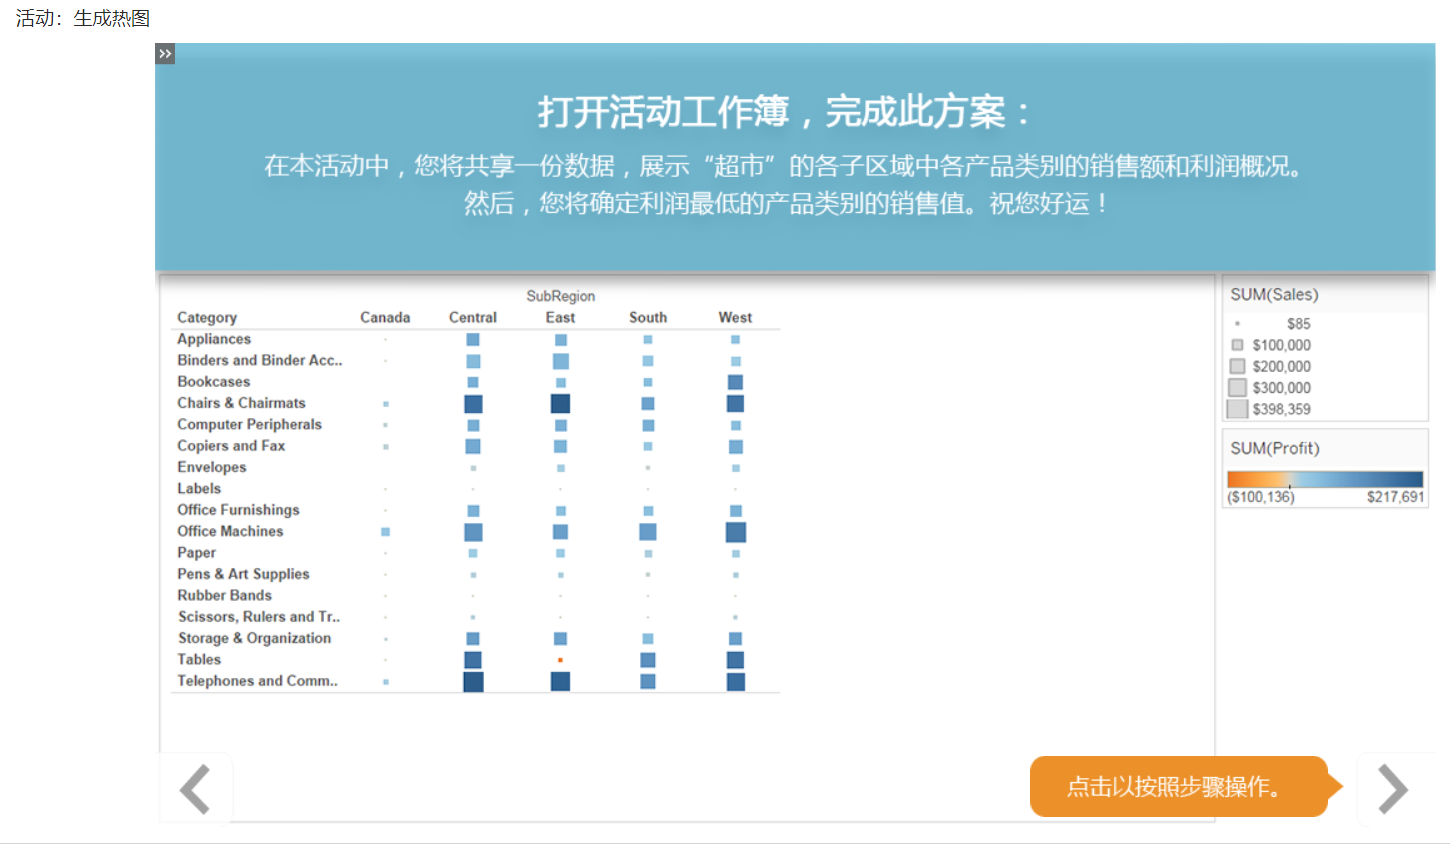 活动：生成热图
打开活动工作簿，完成此方案：
在本活动中，您将共享一份数据，展示“超市”的各子区域中各产品类别的销售额和利润概况。
然后，您将确定利润最低的产品类别的销售值。祝您好运！
SubRegion
Category Canada Central East South West
Appliances
Binders and Binder Acc..
Bookcases
Chairs & Chairmats
Computer Peripherals
Copiers and Fax
Envelopes
Labels
Office Furnishings
Office Machines
Paper
Pens & Art Supplies
Rubber Bands
Scissors, Rulers and Tr..
Storage & Organization
Tables
Telephones and Comm..
SUM(Sales)
$85
$100,000
$200,000
$300,000
$398,359
SUM(Profit)
($100,136) $217,691
点击以按照步骤操作。